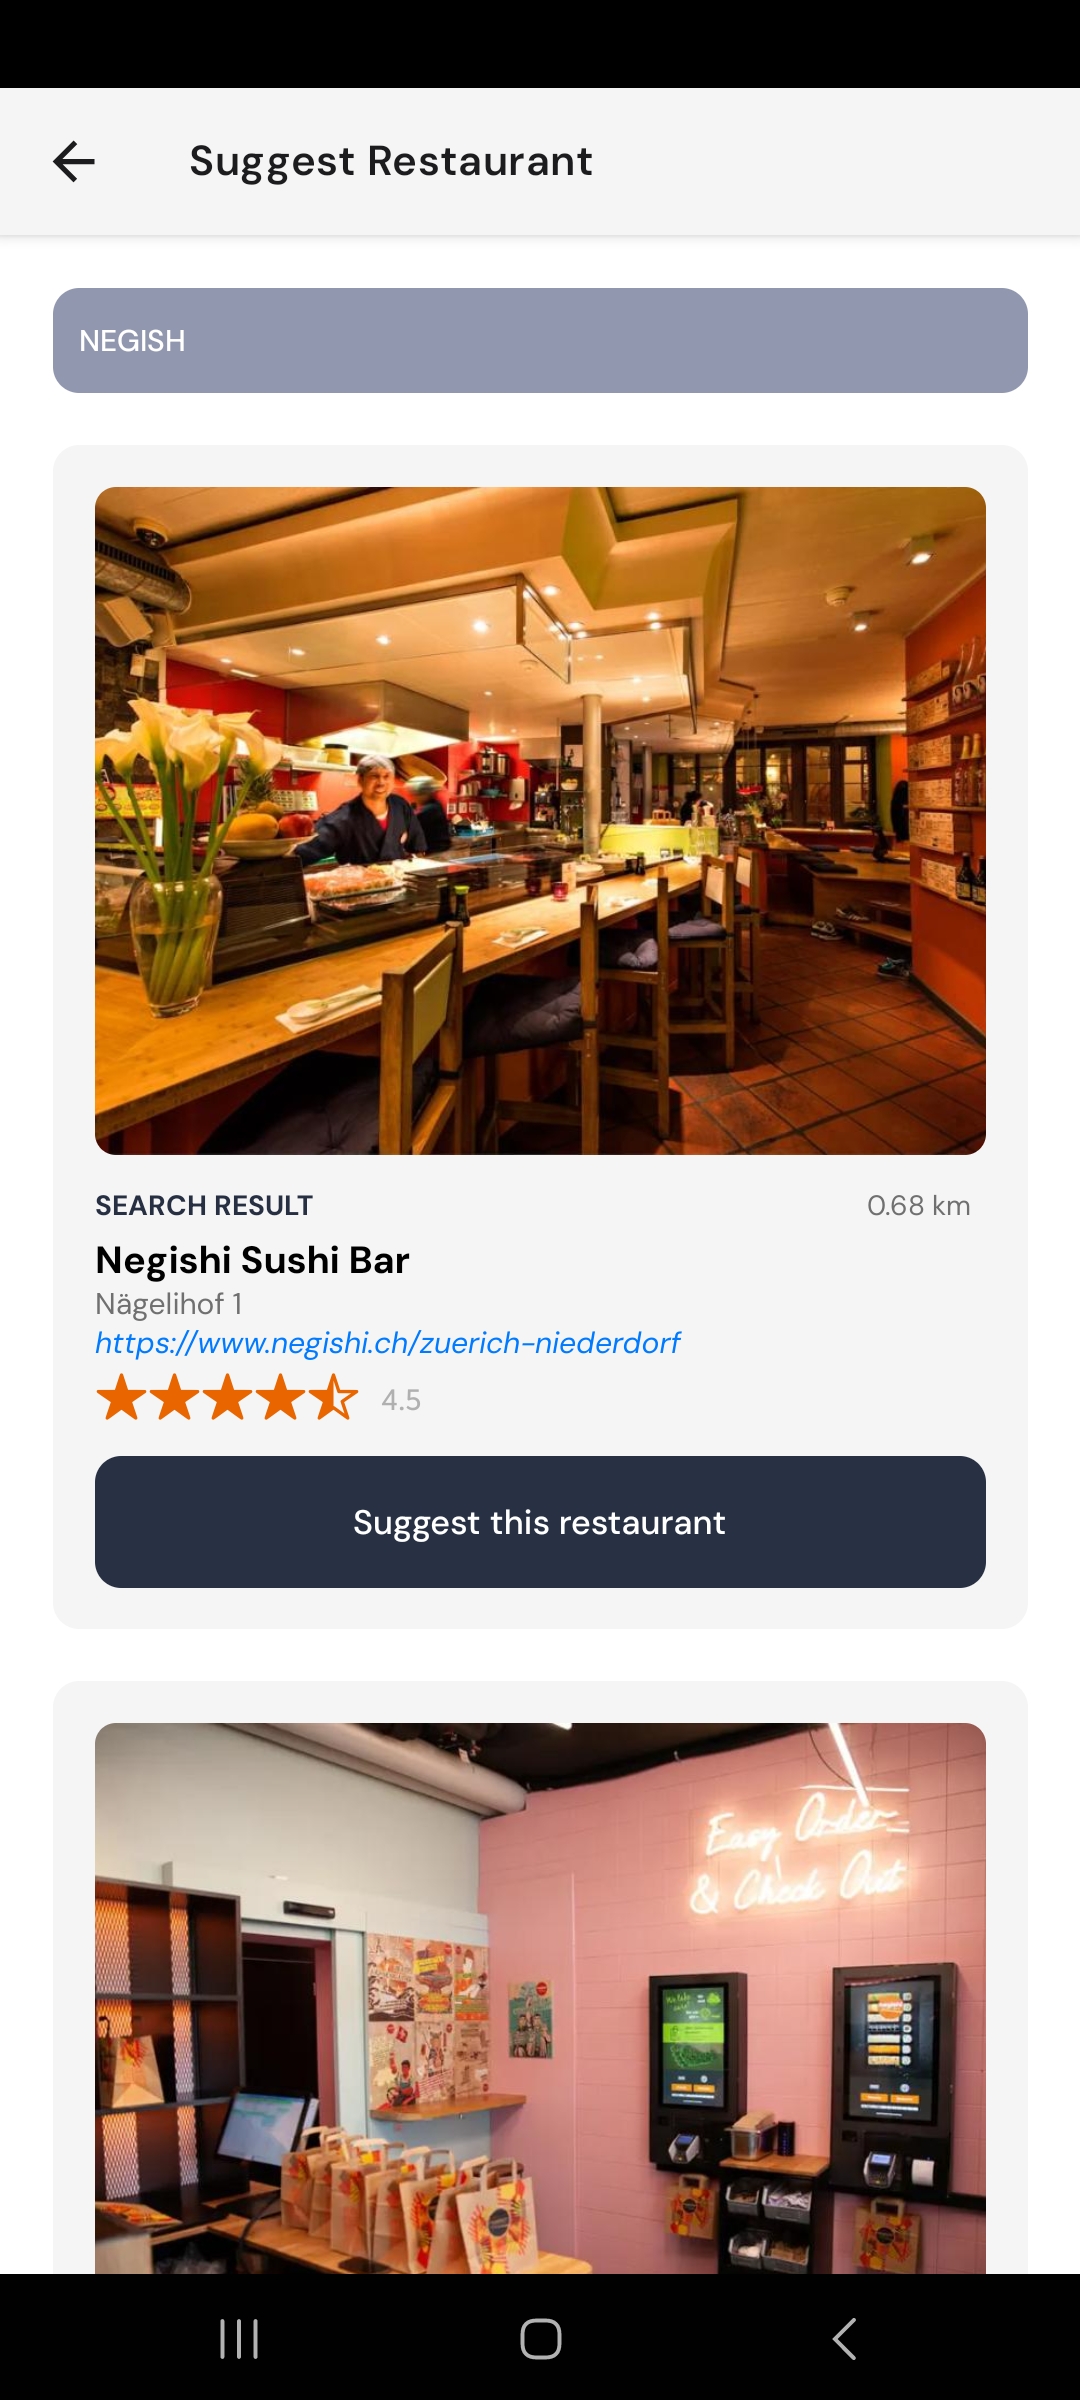 Suggest Restaurant
NEGISH
SEARCH RESULT
0.68 km
Negishi Sushi Bar
Nägelihof 1
https://www.negishi.ch/zuerich-niederdorf
4.5
Suggest this restaurant
Easy Order
& Check Out